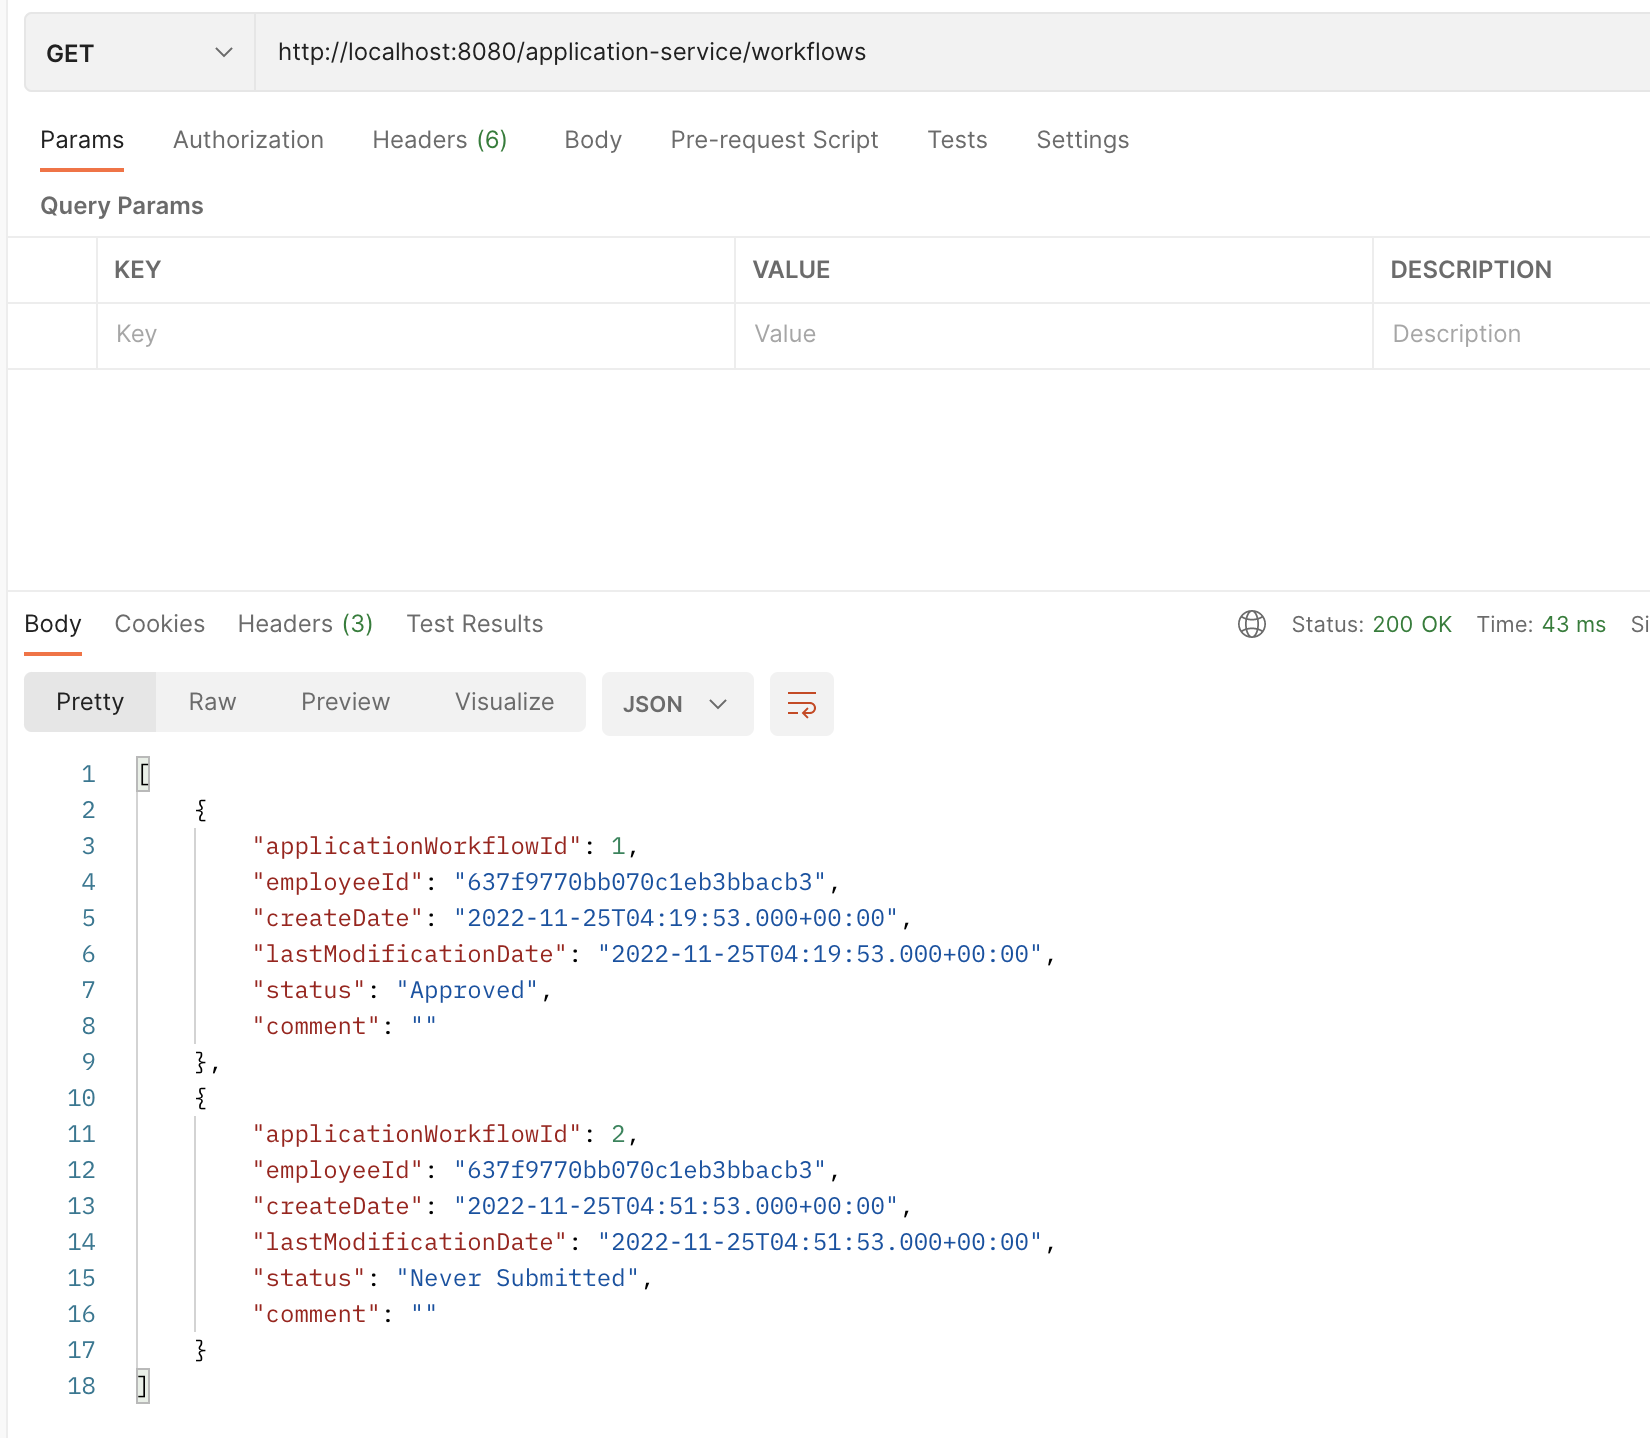 GET http://localhost:8080/application-service/workflows
Params Authorization Headers (6) Body Pre-request Script Tests Settings
Query Params
KEY VALUE DESCRIPTION
Key Value Description
Body Cookies Headers (3) Test Results Status: 200 OK Time: 43 ms Si
Pretty Raw Preview Visualize JSON
1 [
2 {
3 "applicationWorkflowId": 1,
4 "employeeId": "637f9770bb070c1eb3bbacb3",
5 "createDate": "2022-11-25T04:19:53.000+00:00",
6 "lastModificationDate": "2022-11-25T04:19:53.000+00:00",
7 "status": "Approved",
8 "comment": ""
9 },
10 {
11 "applicationWorkflowId": 2,
12 "employeeId": "637f9770bb070c1eb3bbacb3",
13 "createDate": "2022-11-25T04:51:53.000+00:00",
14 "lastModificationDate": "2022-11-25T04:51:53.000+00:00",
15 "status": "Never Submitted",
16 "comment": ""
17 }
18 ]